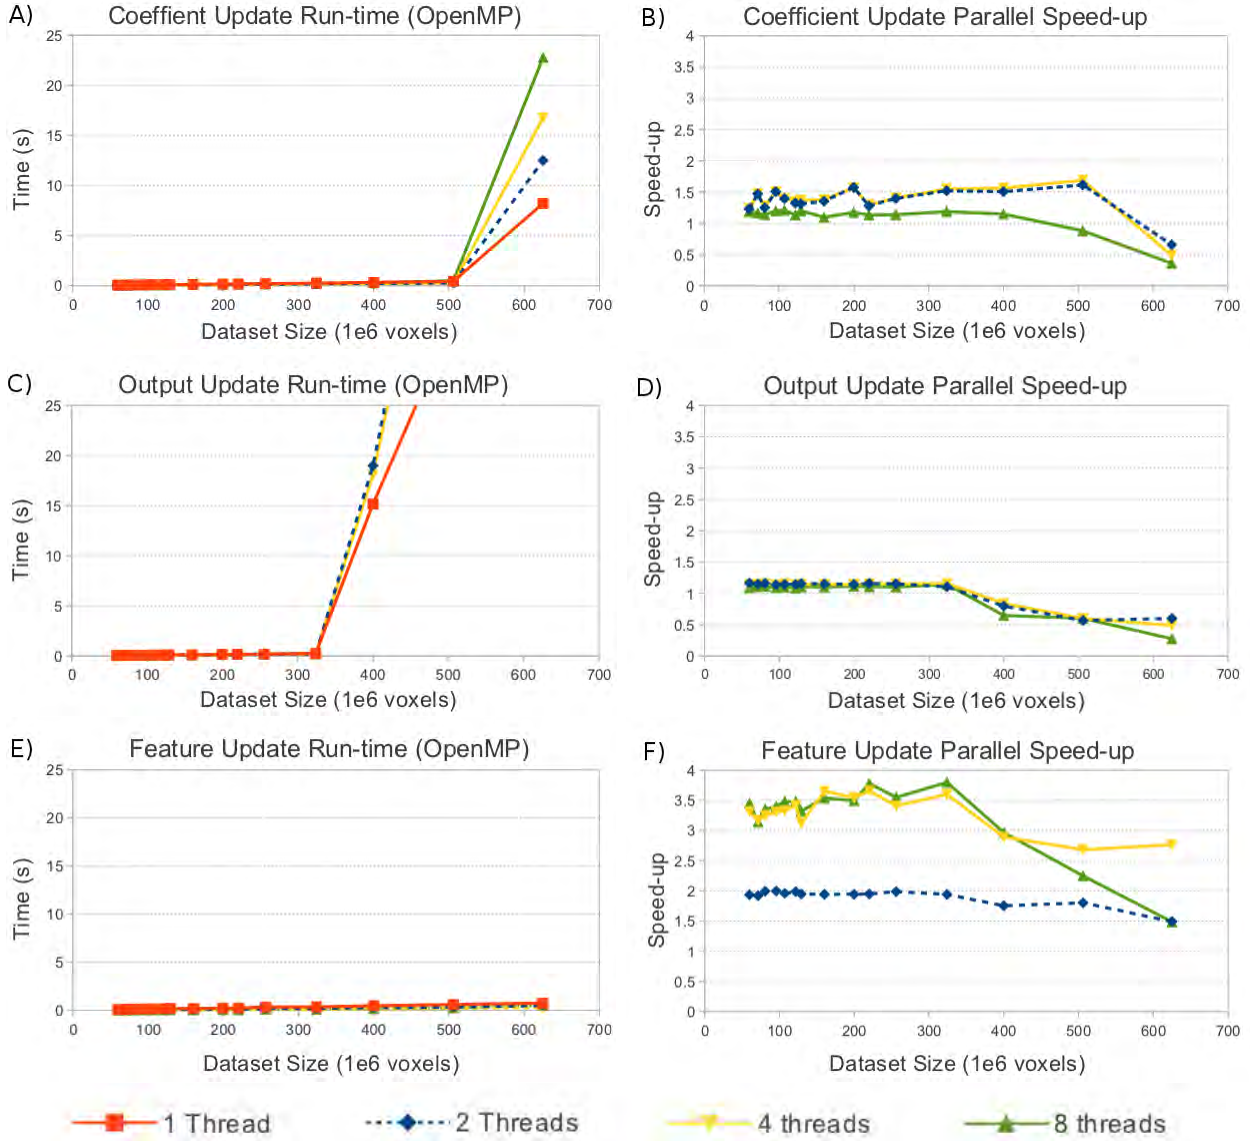 A) Coeffient Update Run-time (OpenMP)
25
20
15
10
5
0
Time (s)
0 100 200 300 400 500 600 700
Dataset Size (1e6 voxels)
B) Coefficient Update Parallel Speed-up
4
3.5
3
2.5
2
1.5
1
0.5
0
Speed-up
0 100 200 300 400 500 600 700
Dataset Size (1e6 voxels)
C) Output Update Run-time (OpenMP)
25
20
15
10
5
0
Time (s)
0 100 200 300 400 500 600 700
Dataset Size (1e6 voxels)
D) Output Update Parallel Speed-up
4
3.5
3
2.5
2
1.5
1
0.5
0
Speed-up
0 100 200 300 400 500 600 700
Dataset Size (1e6 voxels)
E) Feature Update Run-time (OpenMP)
25
20
15
10
5
0
Time (s)
0 100 200 300 400 500 600 700
Dataset Size (1e6 voxels)
F) Feature Update Parallel Speed-up
4
3.5
3
2.5
2
1.5
1
0.5
0
Speed-up
0 100 200 300 400 500 600 700
Dataset Size (1e6 voxels)
1 Thread 2 Threads 4 threads 8 threads